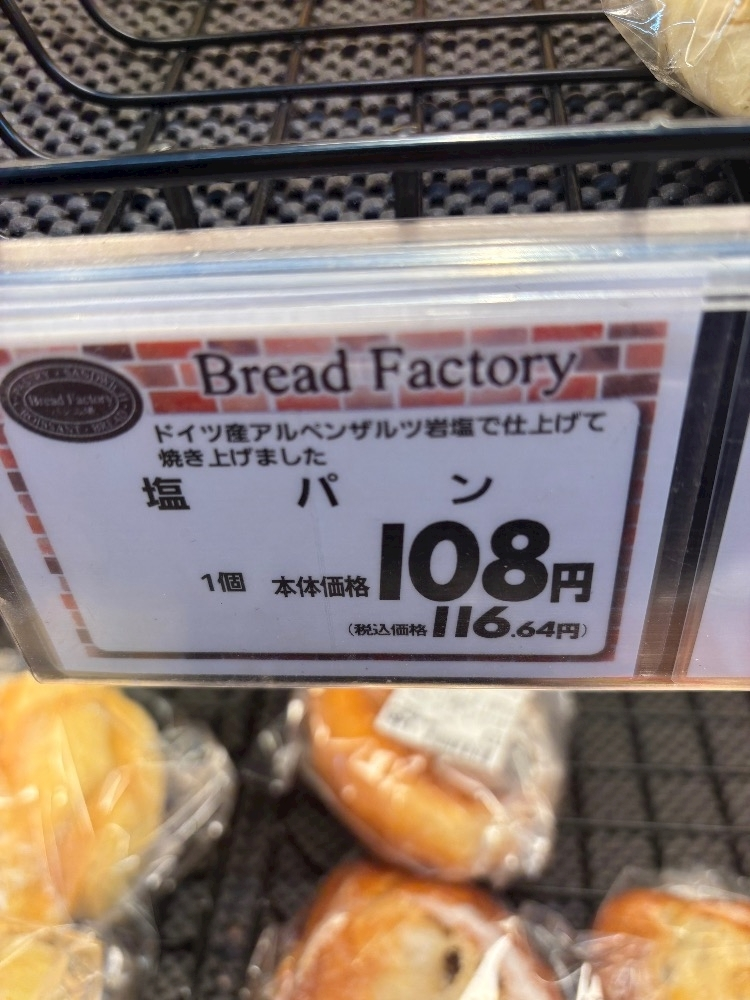 Bread Factory
Bread Factory
ドイツ産アルペンザルツ岩塩で仕上げて
焼き上げました
塩 パ ン
1個 本体価格 108円
(税込価格 116.64円)